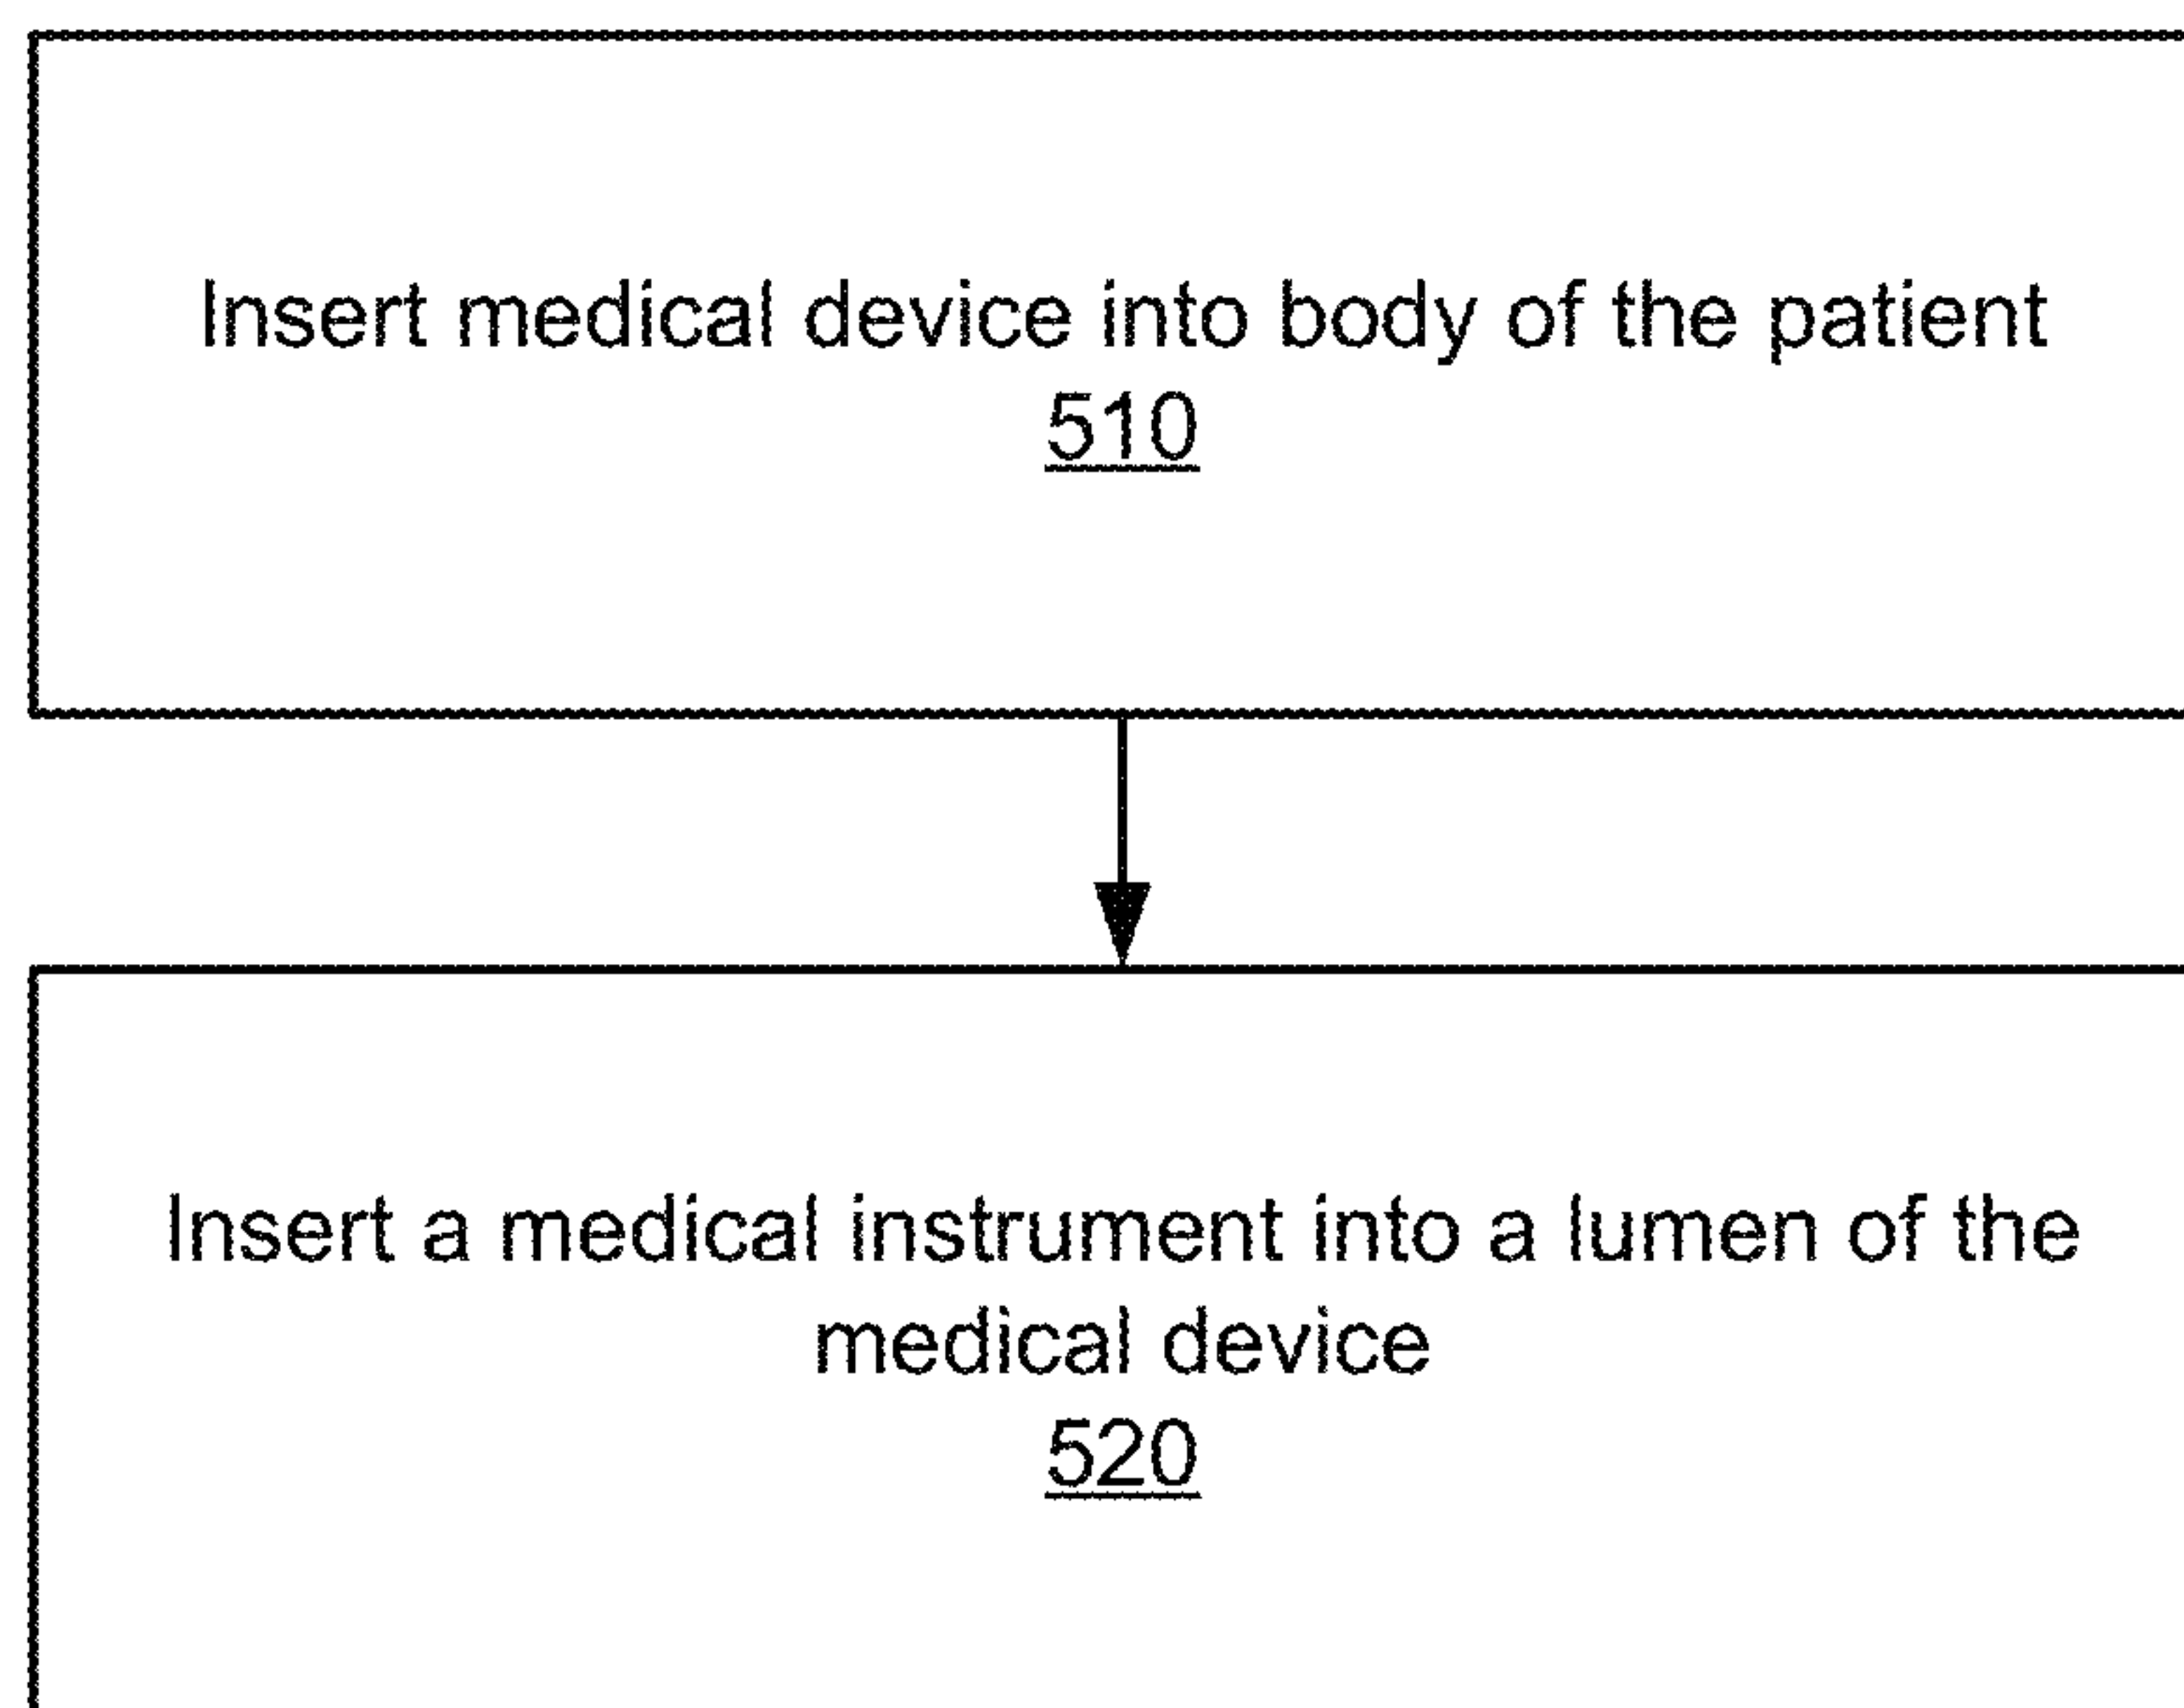 Insert medical device into body of the patient
510
Insert a medical instrument into a lumen of the
medical device
520